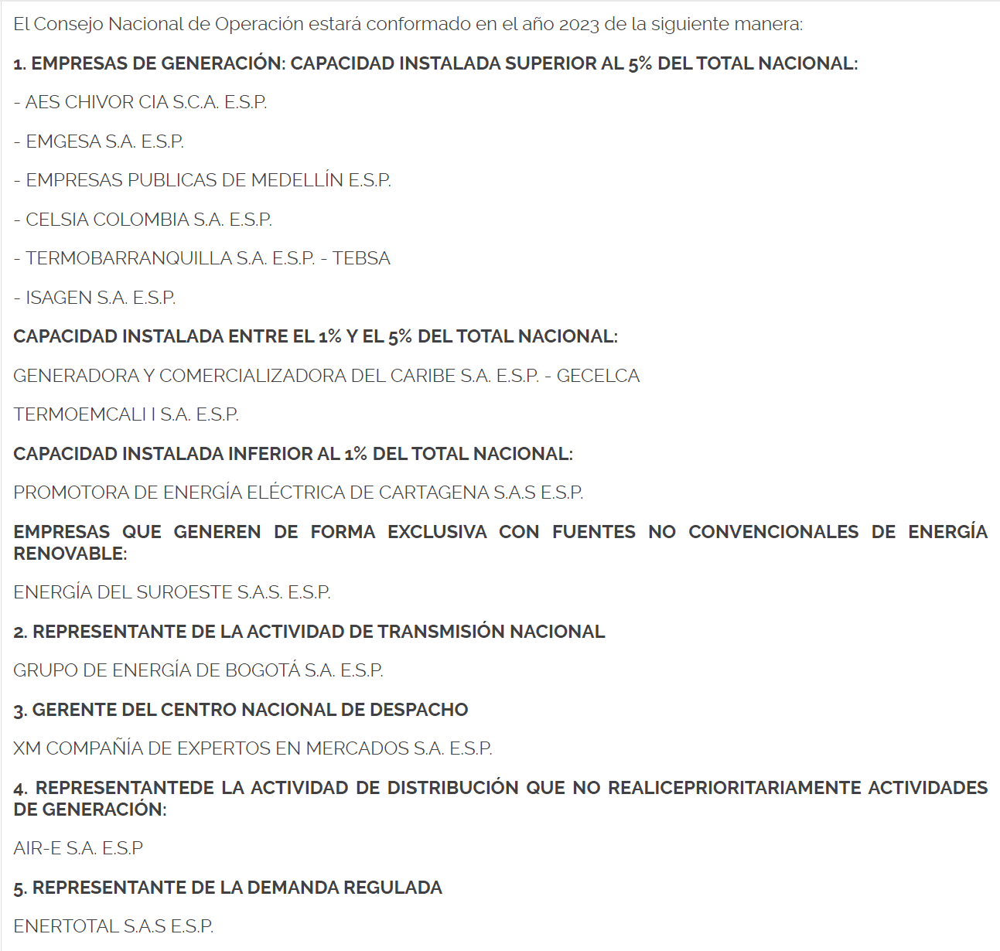 El Consejo Nacional de Operación estará conformado en el año 2023 de la siguiente manera:
1. EMPRESAS DE GENERACIÓN: CAPACIDAD INSTALADA SUPERIOR AL 5% DEL TOTAL NACIONAL:
- AES CHIVOR CIA S.C.A. E.S.P.
- EMGESA S.A. E.S.P.
- EMPRESAS PUBLICAS DE MEDELLÍN E.S.P.
- CELSIA COLOMBIA S.A. E.S.P.
- TERMOBARRANQUILLA S.A. E.S.P. - TEBSA
- ISAGEN S.A. E.S.P.
CAPACIDAD INSTALADA ENTRE EL 1% Y EL 5% DEL TOTAL NACIONAL:
GENERADORA Y COMERCIALIZADORA DEL CARIBE S.A. E.S.P. - GECELCA
TERMOEMCALI I S.A. E.S.P.
CAPACIDAD INSTALADA INFERIOR AL 1% DEL TOTAL NACIONAL:
PROMOTORA DE ENERGÍA ELÉCTRICA DE CARTAGENA S.A.S E.S.P.
EMPRESAS QUE GENEREN DE FORMA EXCLUSIVA CON FUENTES NO CONVENCIONALES DE ENERGÍA
RENOVABLE:
ENERGÍA DEL SUROESTE S.A.S. E.S.P.
2. REPRESENTANTE DE LA ACTIVIDAD DE TRANSMISIÓN NACIONAL
GRUPO DE ENERGÍA DE BOGOTÁ S.A. E.S.P.
3. GERENTE DEL CENTRO NACIONAL DE DESPACHO
XM COMPAÑÍA DE EXPERTOS EN MERCADOS S.A. E.S.P.
4. REPRESENTANTEDE LA ACTIVIDAD DE DISTRIBUCIÓN QUE NO REALICEPRIORITARIAMENTE ACTIVIDADES
DE GENERACIÓN:
AIR-E S.A. E.S.P
5. REPRESENTANTE DE LA DEMANDA REGULADA
ENERTOTAL S.A.S E.S.P.